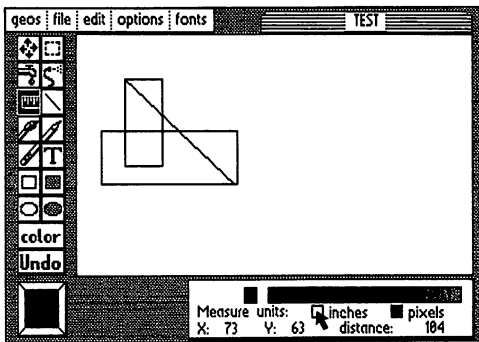 geos file edit options fonts TEST
T
color
Undo
Measure units: inches pixels
X: 73 Y: 63 distance: 104